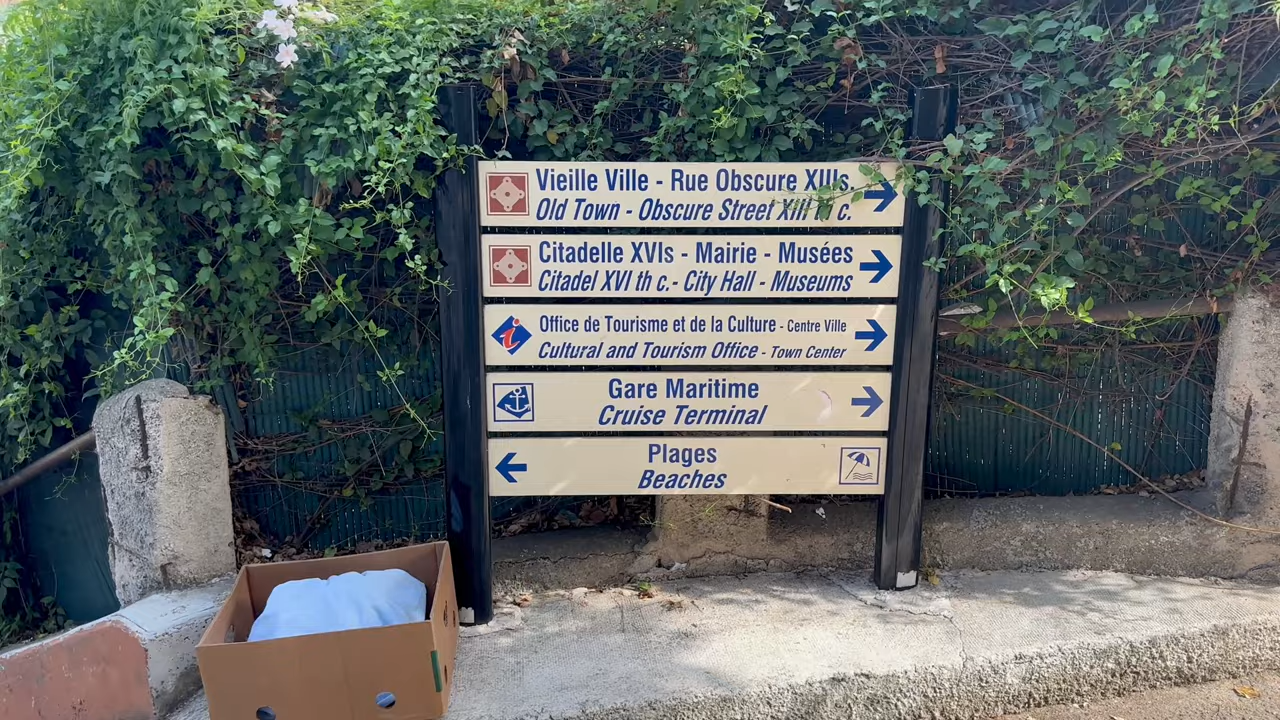 Vieille Ville - Rue Obscure XIIIs.
Old Town - Obscure Street XIII th c.
Citadelle XVIs - Mairie - Musées
Citadel XVI th c.- City Hall - Museums
Office de Tourisme et de la Culture - Centre Ville
Cultural and Tourism Office - Town Center
Gare Maritime
Cruise Terminal
Plages
Beaches